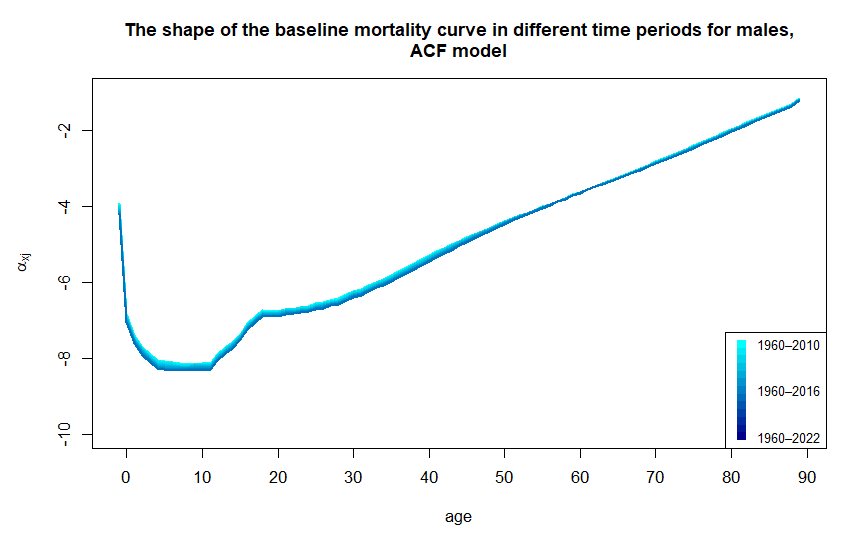 The shape of the baseline mortality curve in different time periods for males,
ACF model
αxj
-2
-4
-6
-8
-10
0 10 20 30 40 50 60 70 80 90
age
1960–2010
1960–2016
1960–2022